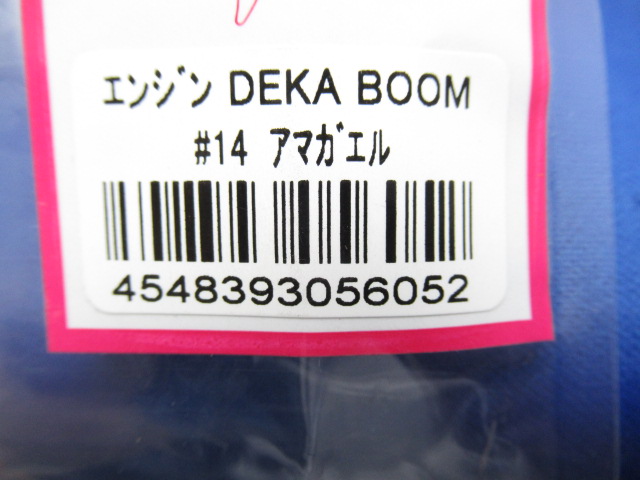 ｴﾝｼﾞﾝ DEKA BOOM
#14 ｱﾏｶﾞｴﾙ
4548393056052